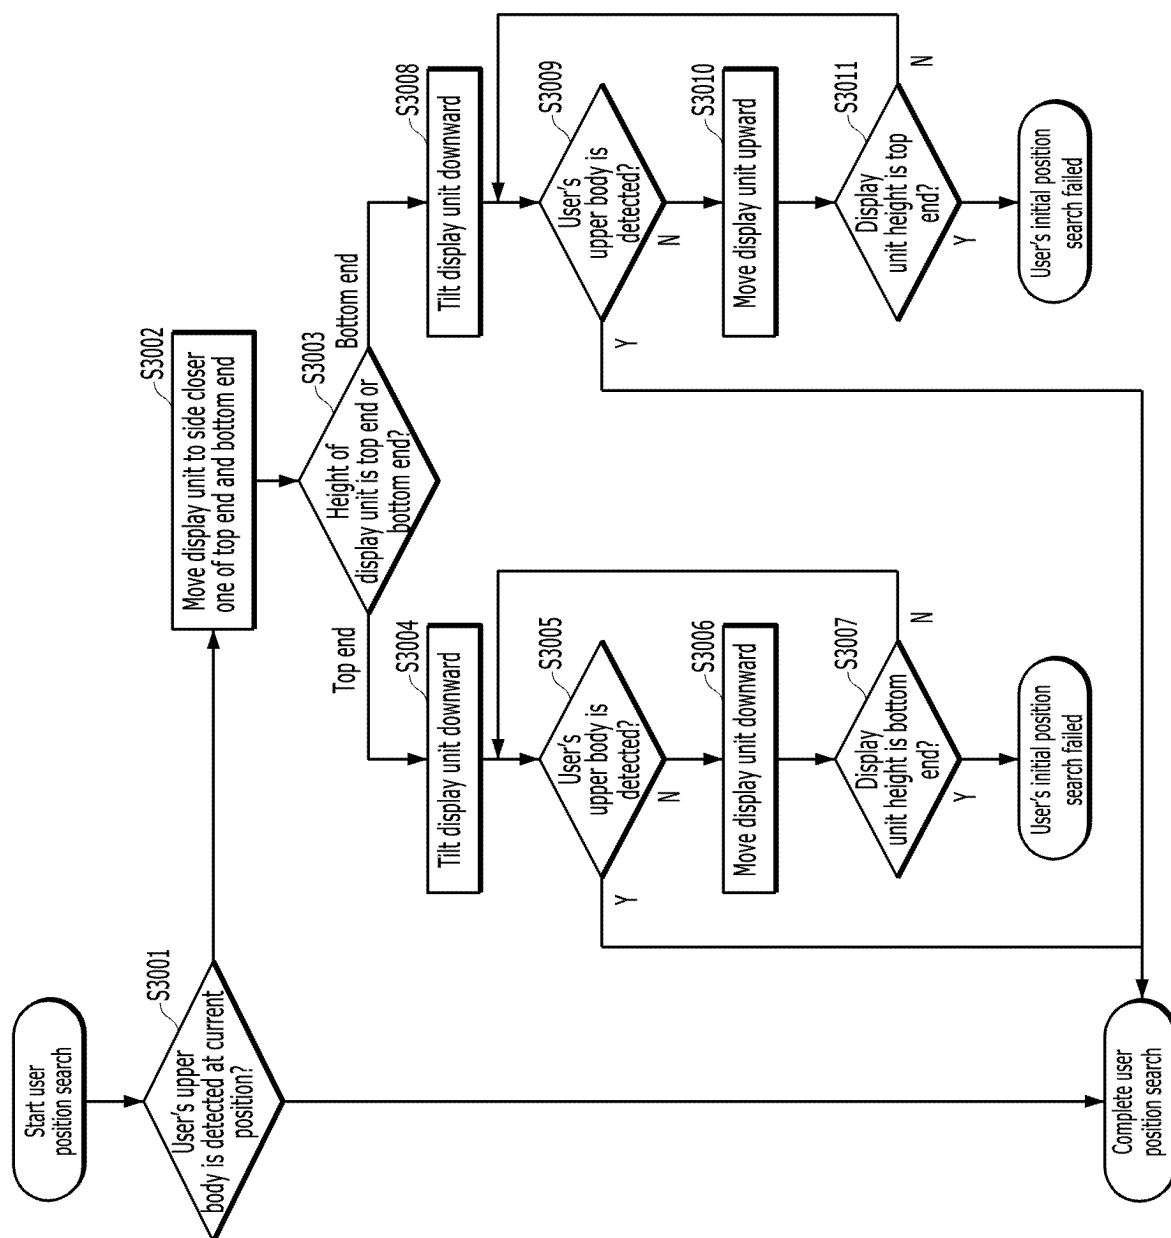 Start user
position search
S3001
User's upper
body is detected at current
position?
S3002
Move display unit to side closer
one of top end and bottom end
S3003
Height of
display unit is top end or
bottom end?
Top end
Bottom end
S3004
Tilt display unit downward
S3005
User's
upper body is
detected?
Y
N
S3006
Move display unit downward
S3007
Display
unit height is bottom
end?
N
Y
User's initial position
search failed
S3008
Tilt display unit downward
S3009
User's
upper body is
detected?
Y
N
S3010
Move display unit upward
S3011
Display
unit height is top
end?
N
Y
User's initial position
search failed
Complete user
position search